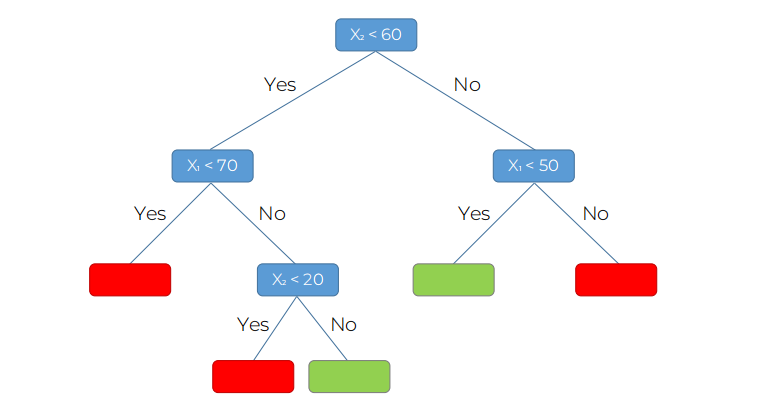 X₂ < 60
Yes
No
X₁ < 70
X₁ < 50
Yes
No
Yes
No
X₂ < 20
Yes
No